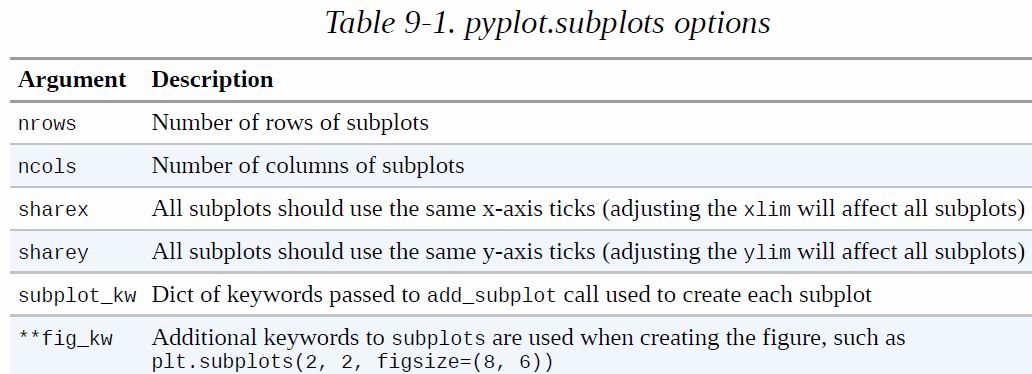 Table 9-1. pyplot.subplots options
Argument Description
nrows Number of rows of subplots
ncols Number of columns of subplots
sharex All subplots should use the same x-axis ticks (adjusting the xlim will affect all subplots)
sharey All subplots should use the same y-axis ticks (adjusting the ylim will affect all subplots)
subplot_kw Dict of keywords passed to add_subplot call used to create each subplot
**fig_kw Additional keywords to subplots are used when creating the figure, such as
plt.subplots(2, 2, figsize=(8, 6))